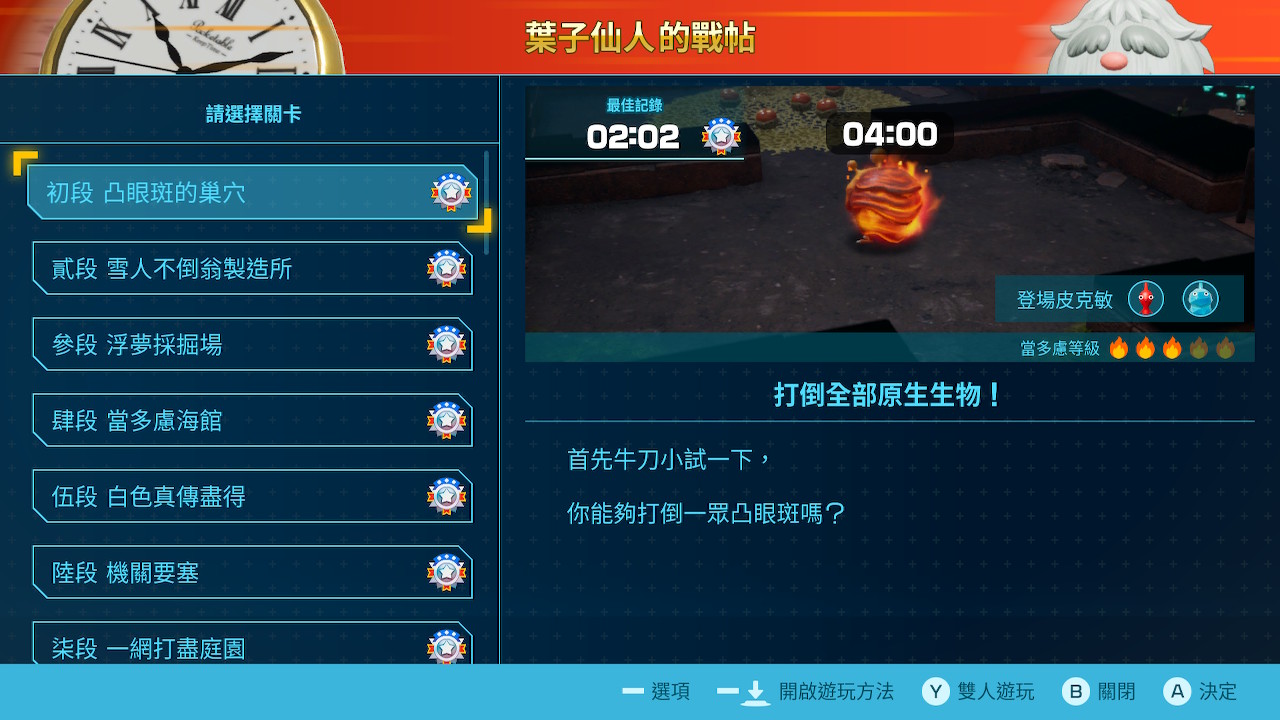 葉子仙人的戰帖
請選擇關卡
初段 凸眼斑的巢穴
貳段 雪人不倒翁製造所
參段 浮夢採掘場
肆段 當多慮海館
伍段 白色真傳盡得
陸段 機關要塞
柒段 一網打盡庭園
最佳記錄
02:02
04:00
登場皮克敏
當多慮等級
打倒全部原生生物！
首先牛刀小試一下，
你能夠打倒一眾凸眼斑嗎？
選項
開啟遊玩方法
Y 雙人遊玩
B 關閉
A 決定